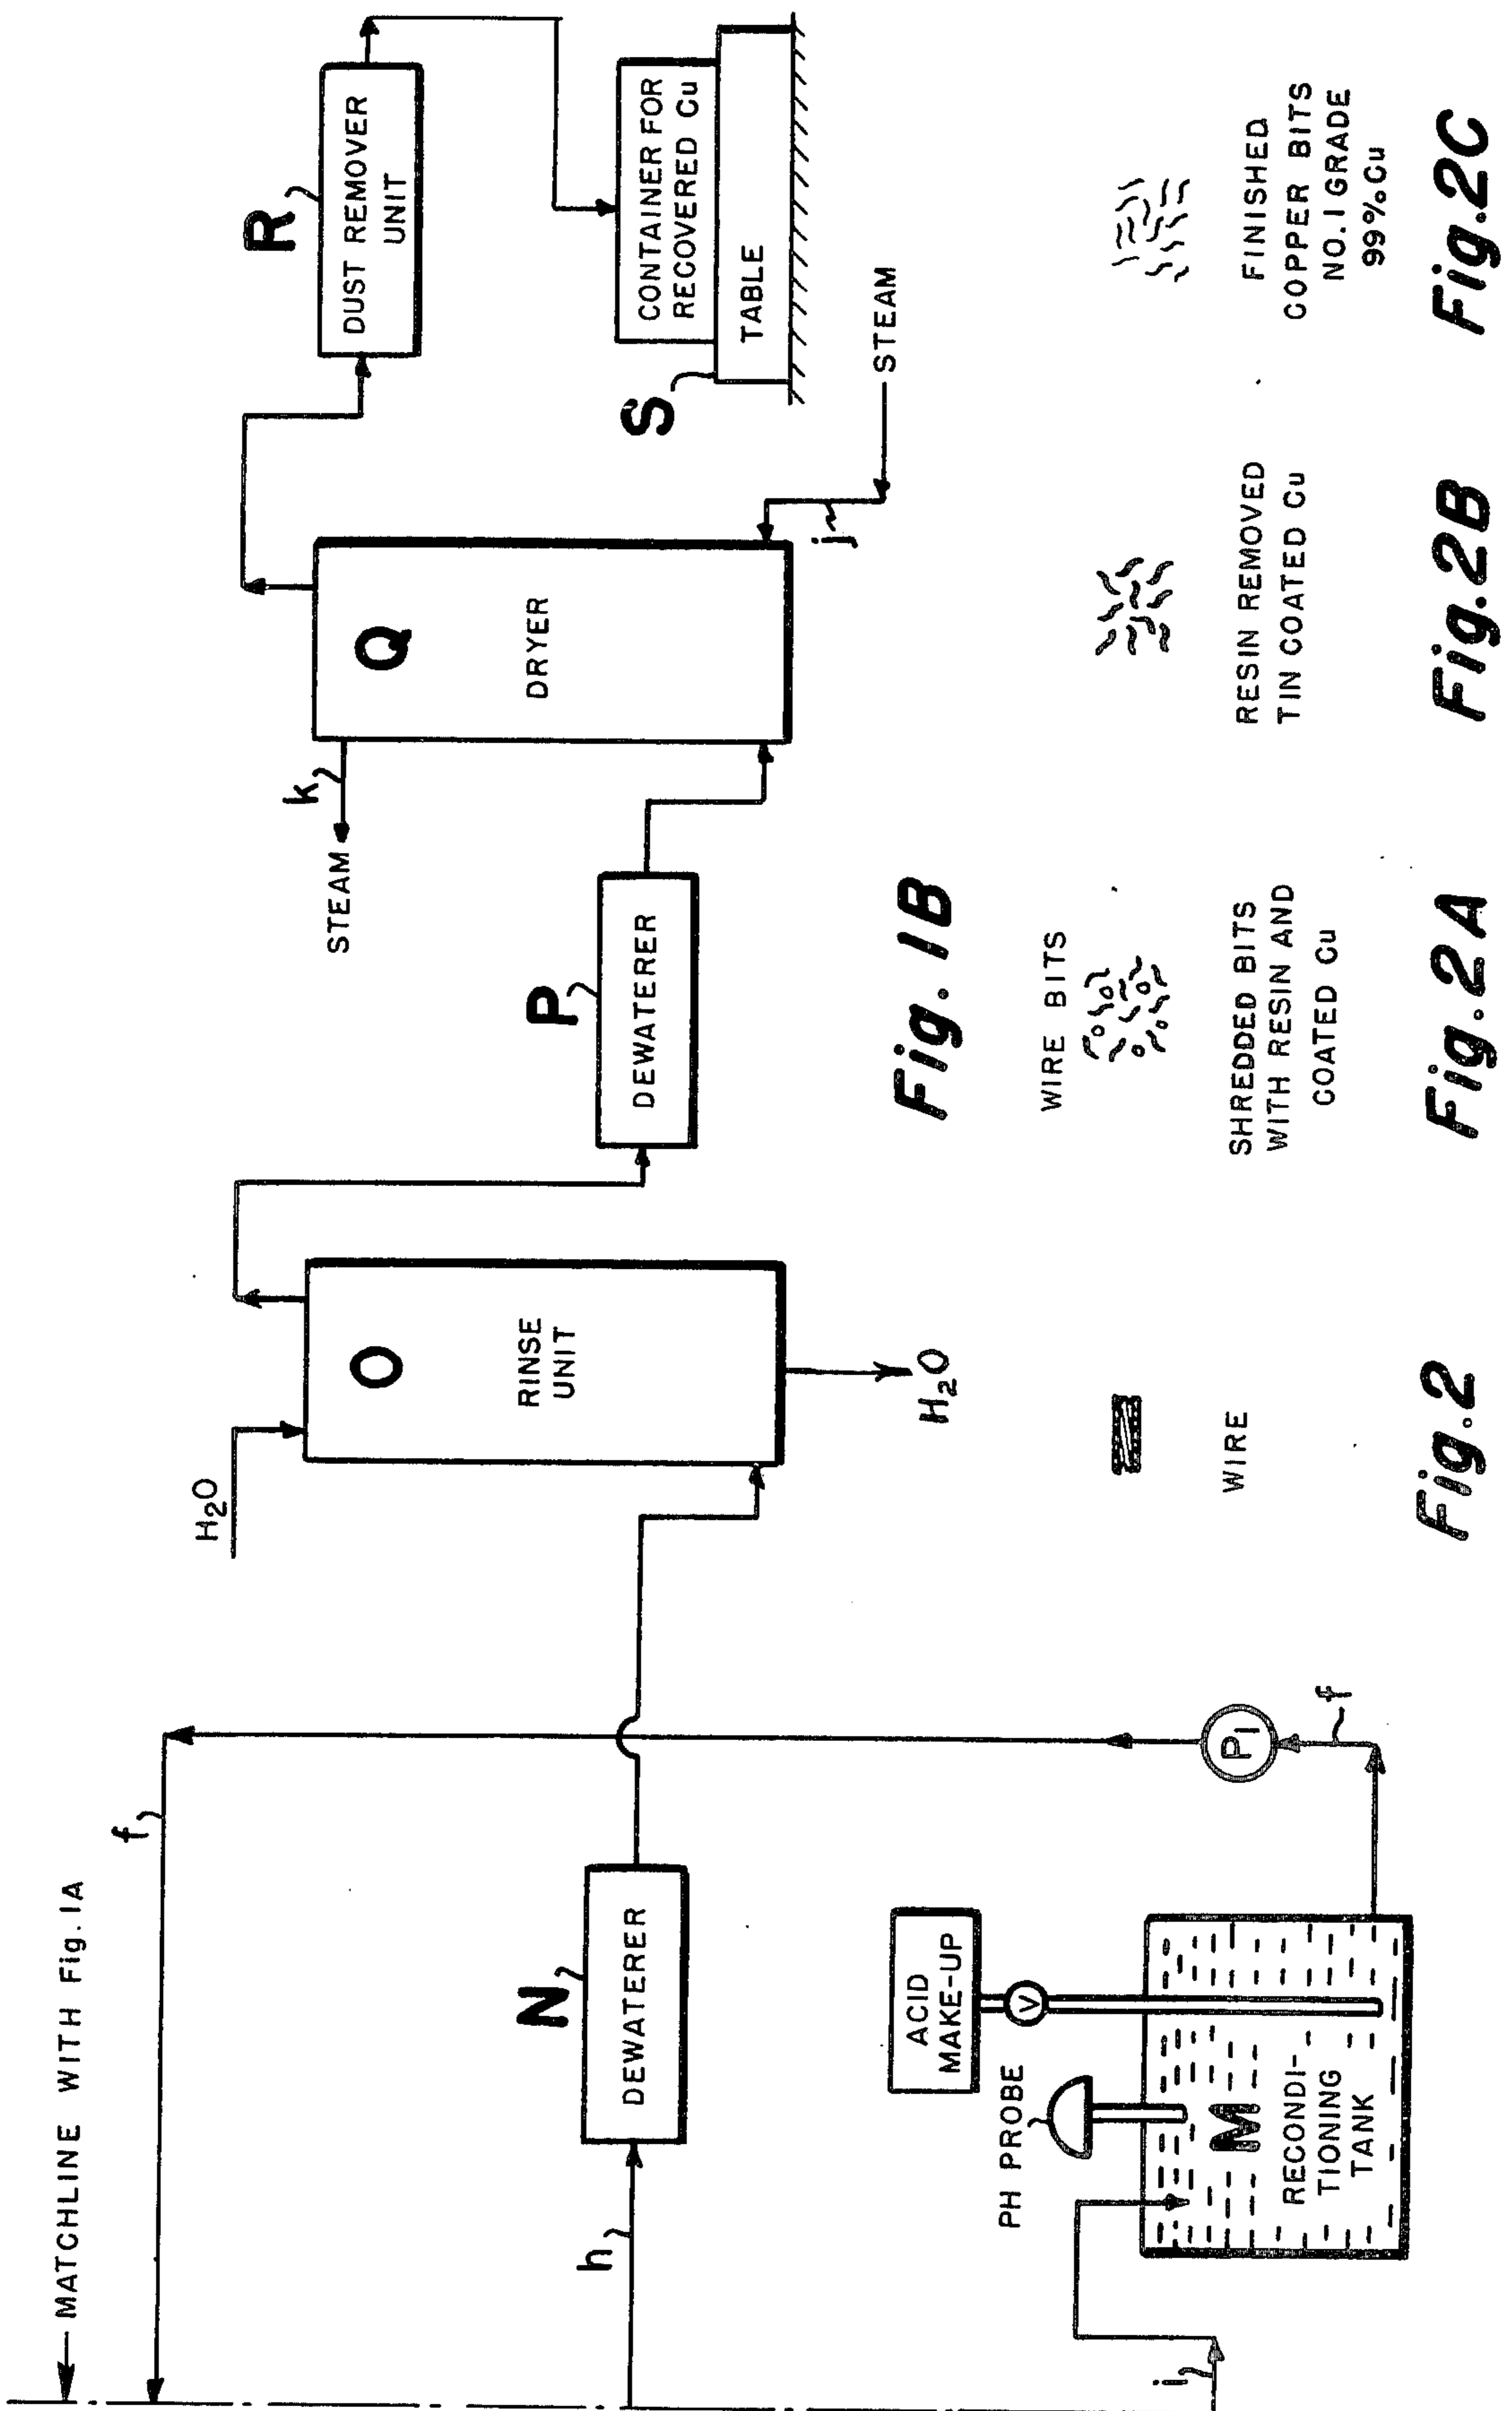 MATCHLINE WITH Fig. 1A
f
h
N
DEWATERER
i
PH PROBE
ACID
MAKE-UP
V
M
RECONDI-
TIONING
TANK
P1
f
H2O
O
RINSE
UNIT
H2O
P
DEWATERER
STEAM
k
Q
DRYER
j
STEAM
R
DUST REMOVER
UNIT
S
CONTAINER FOR
RECOVERED Cu
TABLE
Fig. 1B
WIRE
Fig. 2
WIRE BITS
SHREDDED BITS
WITH RESIN AND
COATED Cu
Fig. 2A
RESIN REMOVED
TIN COATED Cu
Fig. 2B
FINISHED
COPPER BITS
NO. 1 GRADE
99% Cu
Fig. 2C